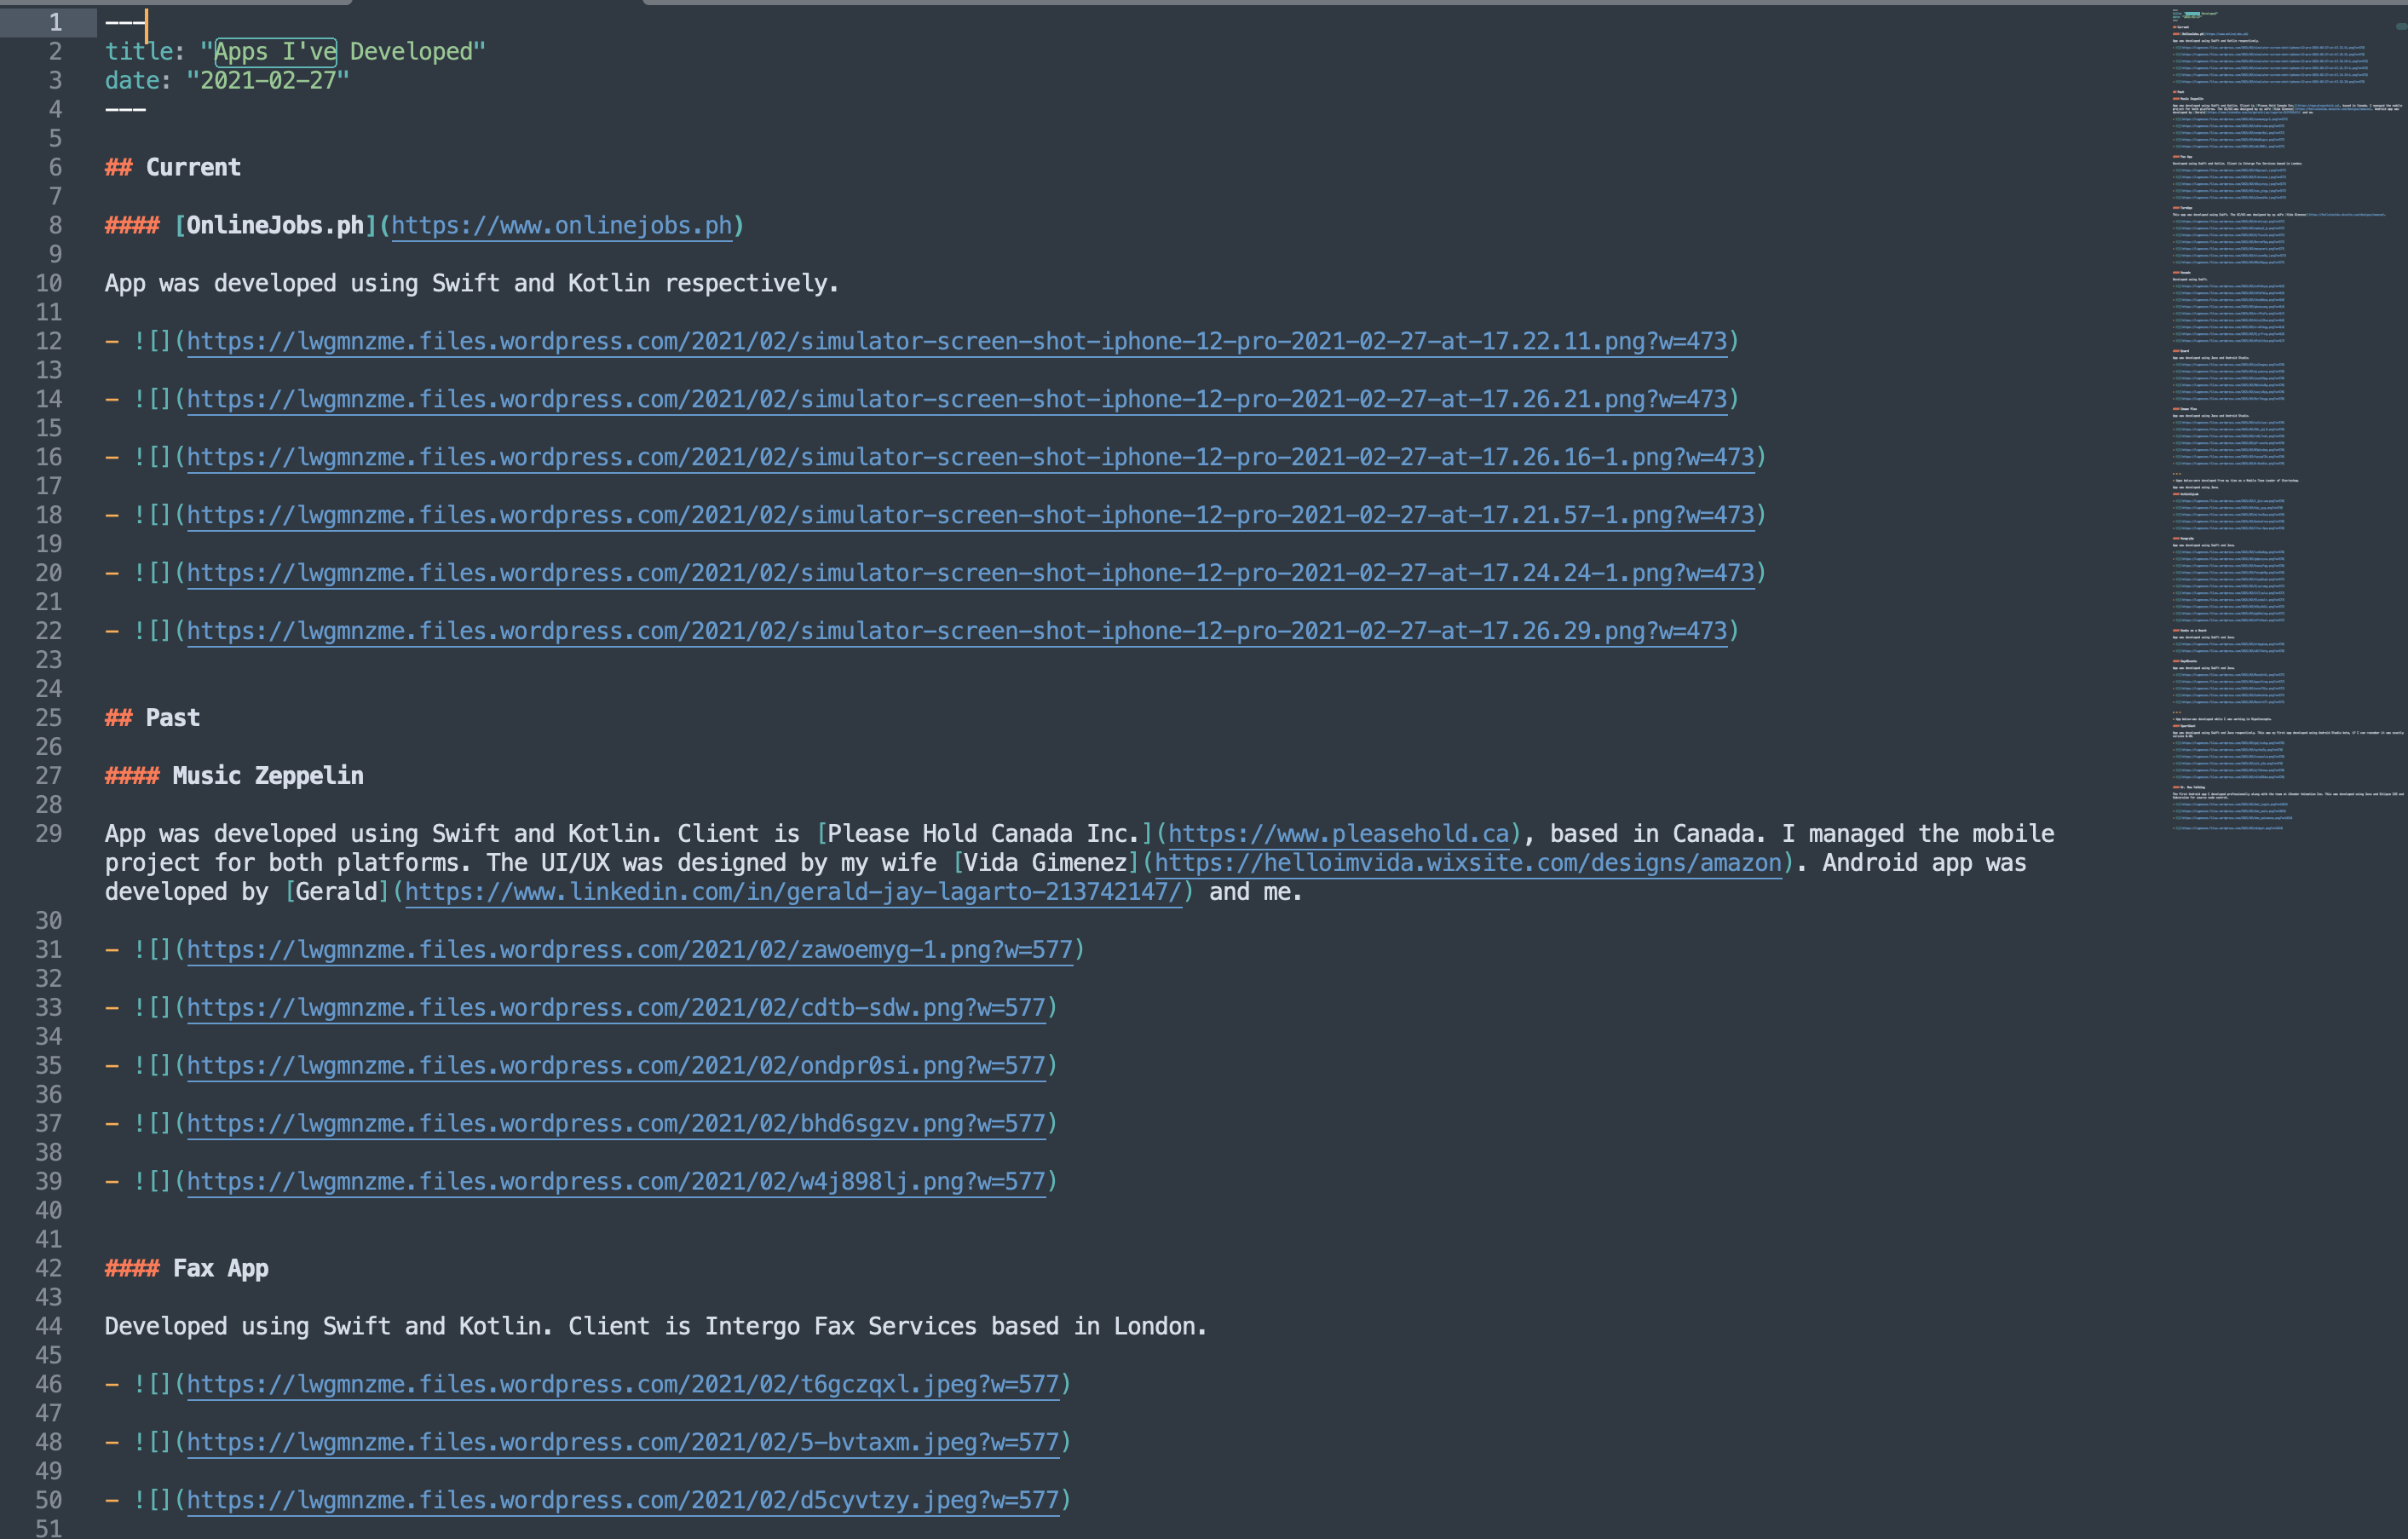 1 ---
2 title: "Apps I've Developed"
3 date: "2021-02-27"
4 ---
5
6 ## Current
7
8 #### [OnlineJobs.ph](https://www.onlinejobs.ph)
9
10 App was developed using Swift and Kotlin respectively.
11
12 - ![](https://lwgmnzme.files.wordpress.com/2021/02/simulator-screen-shot-iphone-12-pro-2021-02-27-at-17.22.11.png?w=473)
13
14 - ![](https://lwgmnzme.files.wordpress.com/2021/02/simulator-screen-shot-iphone-12-pro-2021-02-27-at-17.26.21.png?w=473)
15
16 - ![](https://lwgmnzme.files.wordpress.com/2021/02/simulator-screen-shot-iphone-12-pro-2021-02-27-at-17.26.16-1.png?w=473)
17
18 - ![](https://lwgmnzme.files.wordpress.com/2021/02/simulator-screen-shot-iphone-12-pro-2021-02-27-at-17.21.57-1.png?w=473)
19
20 - ![](https://lwgmnzme.files.wordpress.com/2021/02/simulator-screen-shot-iphone-12-pro-2021-02-27-at-17.24.24-1.png?w=473)
21
22 - ![](https://lwgmnzme.files.wordpress.com/2021/02/simulator-screen-shot-iphone-12-pro-2021-02-27-at-17.26.29.png?w=473)
23
24
25 ## Past
26
27 #### Music Zeppelin
28
29 App was developed using Swift and Kotlin. Client is [Please Hold Canada Inc.](https://www.pleasehold.ca), based in Canada. I managed the mobile
project for both platforms. The UI/UX was designed by my wife [Vida Gimenez](https://helloimvida.wixsite.com/designs/amazon). Android app was
developed by [Gerald](https://www.linkedin.com/in/gerald-jay-lagarto-213742147/) and me.
30
31 - ![](https://lwgmnzme.files.wordpress.com/2021/02/zawoemyg-1.png?w=577)
32
33 - ![](https://lwgmnzme.files.wordpress.com/2021/02/cdtb-sdw.png?w=577)
34
35 - ![](https://lwgmnzme.files.wordpress.com/2021/02/ondpr0si.png?w=577)
36
37 - ![](https://lwgmnzme.files.wordpress.com/2021/02/bhd6sgzv.png?w=577)
38
39 - ![](https://lwgmnzme.files.wordpress.com/2021/02/w4j898lj.png?w=577)
40
41
42 #### Fax App
43
44 Developed using Swift and Kotlin. Client is Intergo Fax Services based in London.
45
46 - ![](https://lwgmnzme.files.wordpress.com/2021/02/t6gczqxl.jpeg?w=577)
47
48 - ![](https://lwgmnzme.files.wordpress.com/2021/02/5-bvtaxm.jpeg?w=577)
49
50 - ![](https://lwgmnzme.files.wordpress.com/2021/02/d5cyvtzy.jpeg?w=577)
51